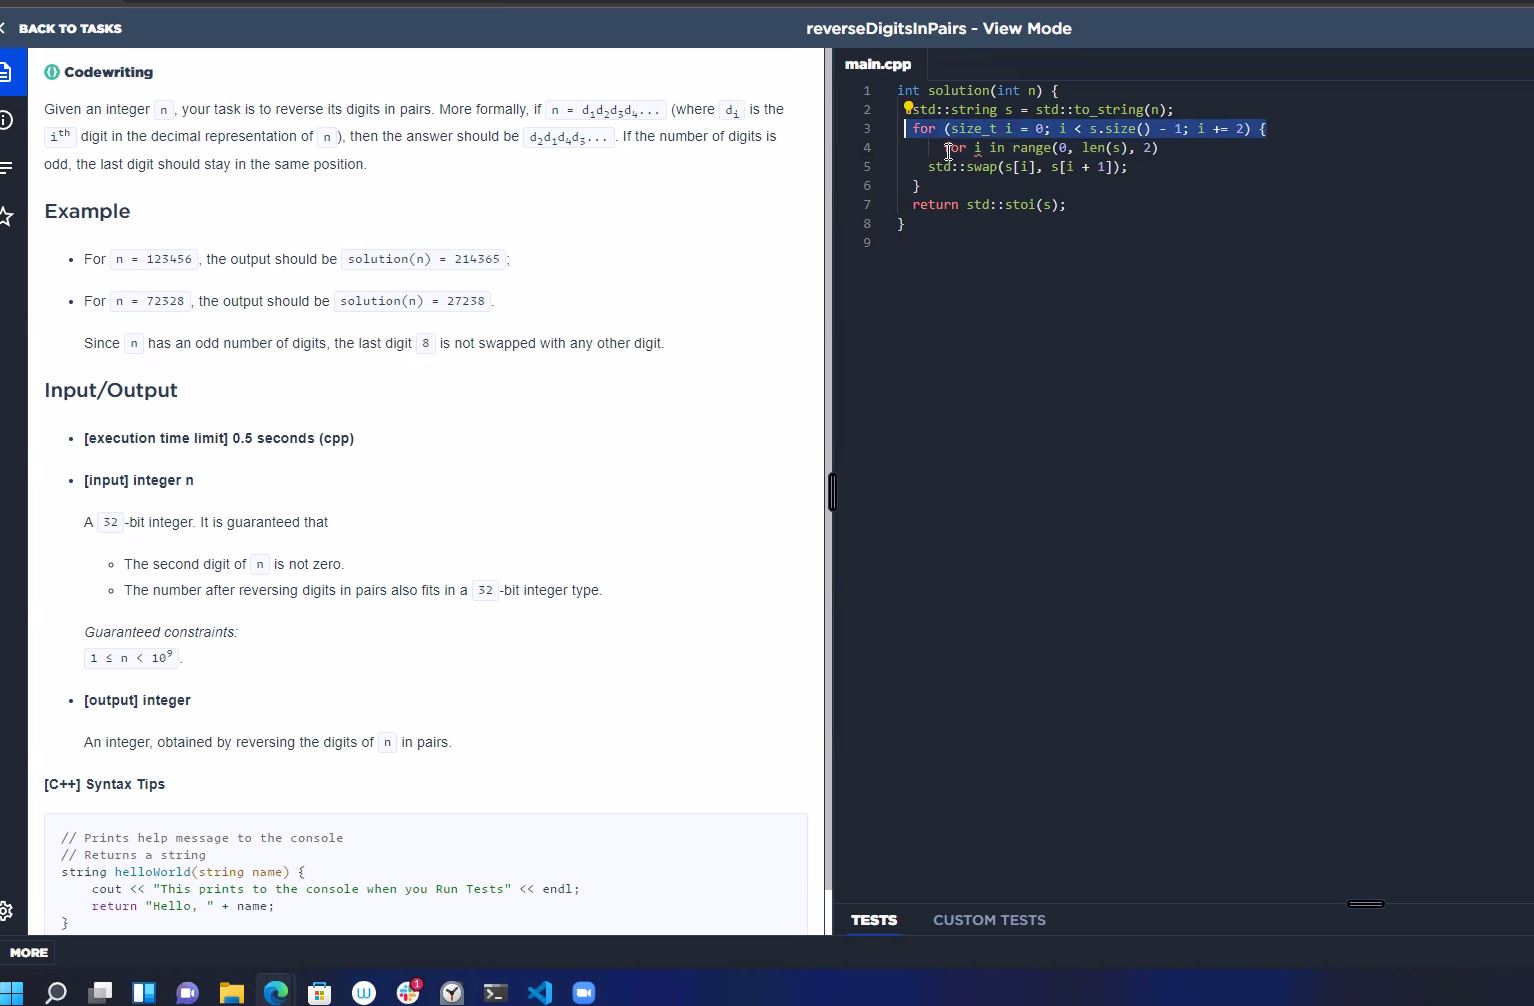 BACK TO TASKS
reverseDigitsInPairs - View Mode
Codewriting
Given an integer n , your task is to reverse its digits in pairs. More formally, if n = d₁d₂d₃d₄... (where dᵢ is the
iᵗʰ digit in the decimal representation of n ), then the answer should be d₂d₁d₄d₃... . If the number of digits is
odd, the last digit should stay in the same position.
Example
• For n = 123456 , the output should be solution(n) = 214365 ;
• For n = 72328 , the output should be solution(n) = 27238 .
Since n has an odd number of digits, the last digit 8 is not swapped with any other digit.
Input/Output
• [execution time limit] 0.5 seconds (cpp)
• [input] integer n
A 32 -bit integer. It is guaranteed that
◦ The second digit of n is not zero.
◦ The number after reversing digits in pairs also fits in a 32 -bit integer type.
Guaranteed constraints:
1 ≤ n < 10⁹ .
• [output] integer
An integer, obtained by reversing the digits of n in pairs.
[C++] Syntax Tips
// Prints help message to the console
// Returns a string
string helloWorld(string name) {
cout << "This prints to the console when you Run Tests" << endl;
return "Hello, " + name;
}
MORE
main.cpp
1 int solution(int n) {
2 std::string s = std::to_string(n);
3 for (size_t i = 0; i < s.size() - 1; i += 2) {
4 for i in range(0, len(s), 2)
5 std::swap(s[i], s[i + 1]);
6 }
7 return std::stoi(s);
8 }
9
TESTS CUSTOM TESTS
1